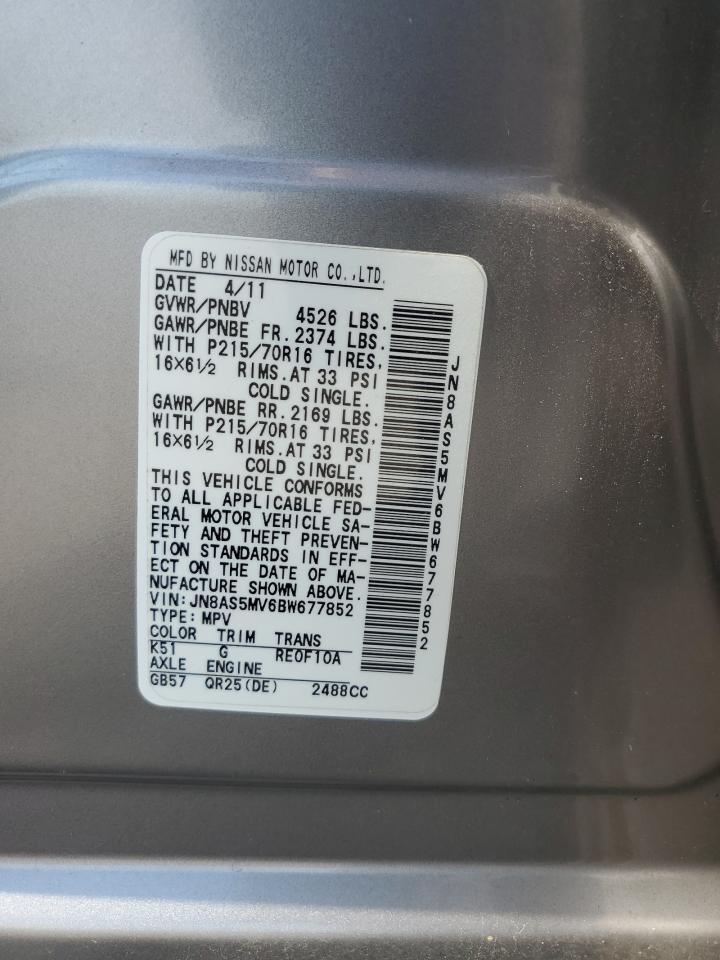 MFD BY NISSAN MOTOR CO.,LTD.
DATE 4/11
GVWR/PNBV 4526 LBS.
GAWR/PNBE FR. 2374 LBS.
WITH P215/70R16 TIRES,
16×6½ RIMS.AT 33 PSI
COLD SINGLE.
GAWR/PNBE RR. 2169 LBS.
WITH P215/70R16 TIRES,
16×6½ RIMS.AT 33 PSI
COLD SINGLE.
THIS VEHICLE CONFORMS
TO ALL APPLICABLE FED-
ERAL MOTOR VEHICLE SA-
FETY AND THEFT PREVEN-
TION STANDARDS IN EFF-
ECT ON THE DATE OF MA-
NUFACTURE SHOWN ABOVE.
VIN:JN8AS5MV6BW677852
TYPE:MPV
COLOR TRIM TRANS
K51 G RE0F10A
AXLE ENGINE
GB57 QR25(DE) 2488CC
JN8AS5MV6BW677852